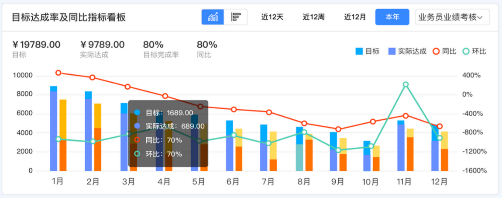 目标达成率及同比指标看板
近12天
近12周
近12月
本年
业务员业绩考核
¥19789.00
¥9789.00
80%
80%
目标
实际达成
目标完成率
同比
目标
实际达成
同比
环比
10000
8000
6000
4000
2000
0
400%
0
-400%
-800%
-1200%
-1600%
目标：1689.00
实际达成：689.00
同比：70%
环比：70%
1月
2月
3月
4月
5月
6月
7月
8月
9月
10月
11月
12月